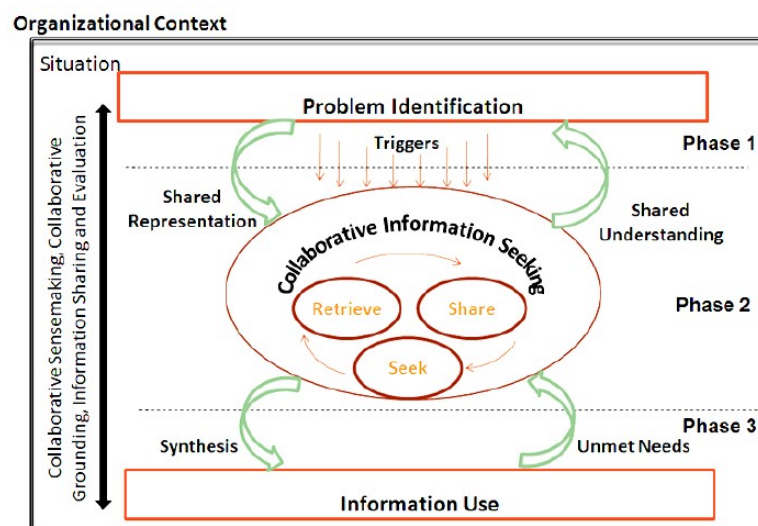 Organizational Context
Situation
Problem Identification
Triggers
Phase 1
Shared
Representation
Shared
Understanding
Collaborative Information Seeking
Retrieve
Share
Seek
Phase 2
Phase 3
Synthesis
Unmet Needs
Information Use
Collaborative Sensemaking, Collaborative
Grounding, Information Sharing and Evaluation